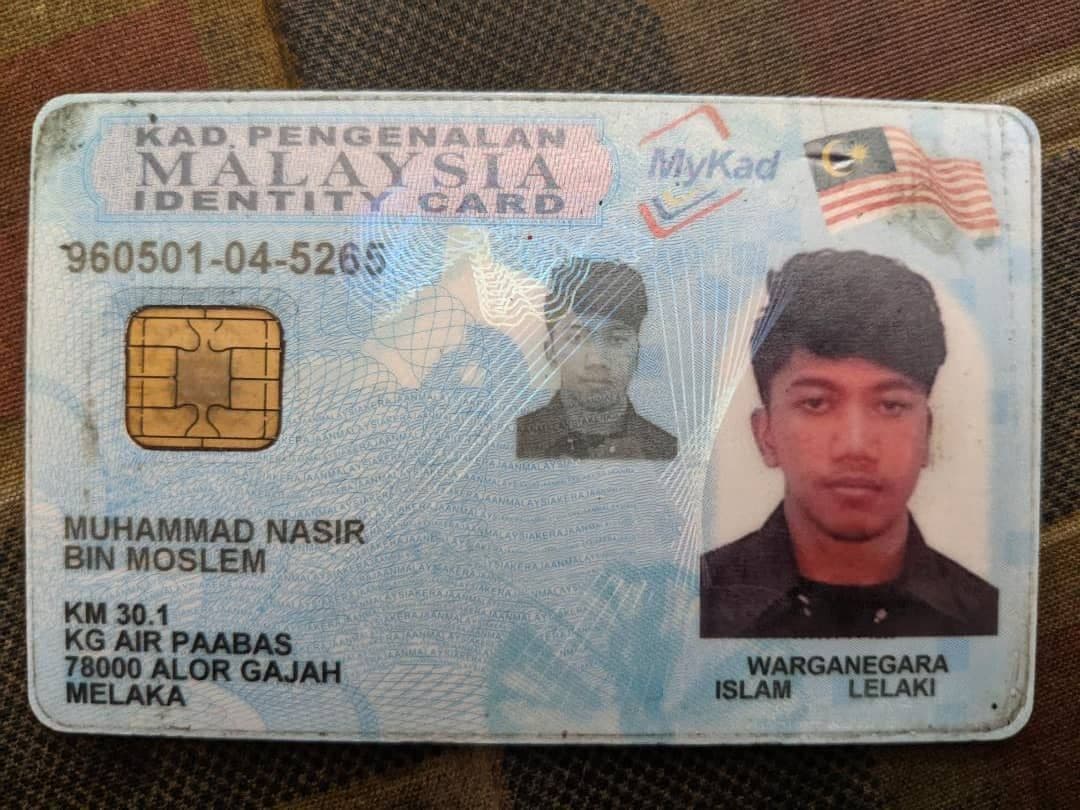 KAD PENGENALAN
MALAYSIA
IDENTITY CARD
MyKad
960501-04-5265
MUHAMMAD NASIR
BIN MOSLEM
KM 30.1
KG AIR PAABAS
78000 ALOR GAJAH
MELAKA
WARGANEGARA
ISLAM LELAKI